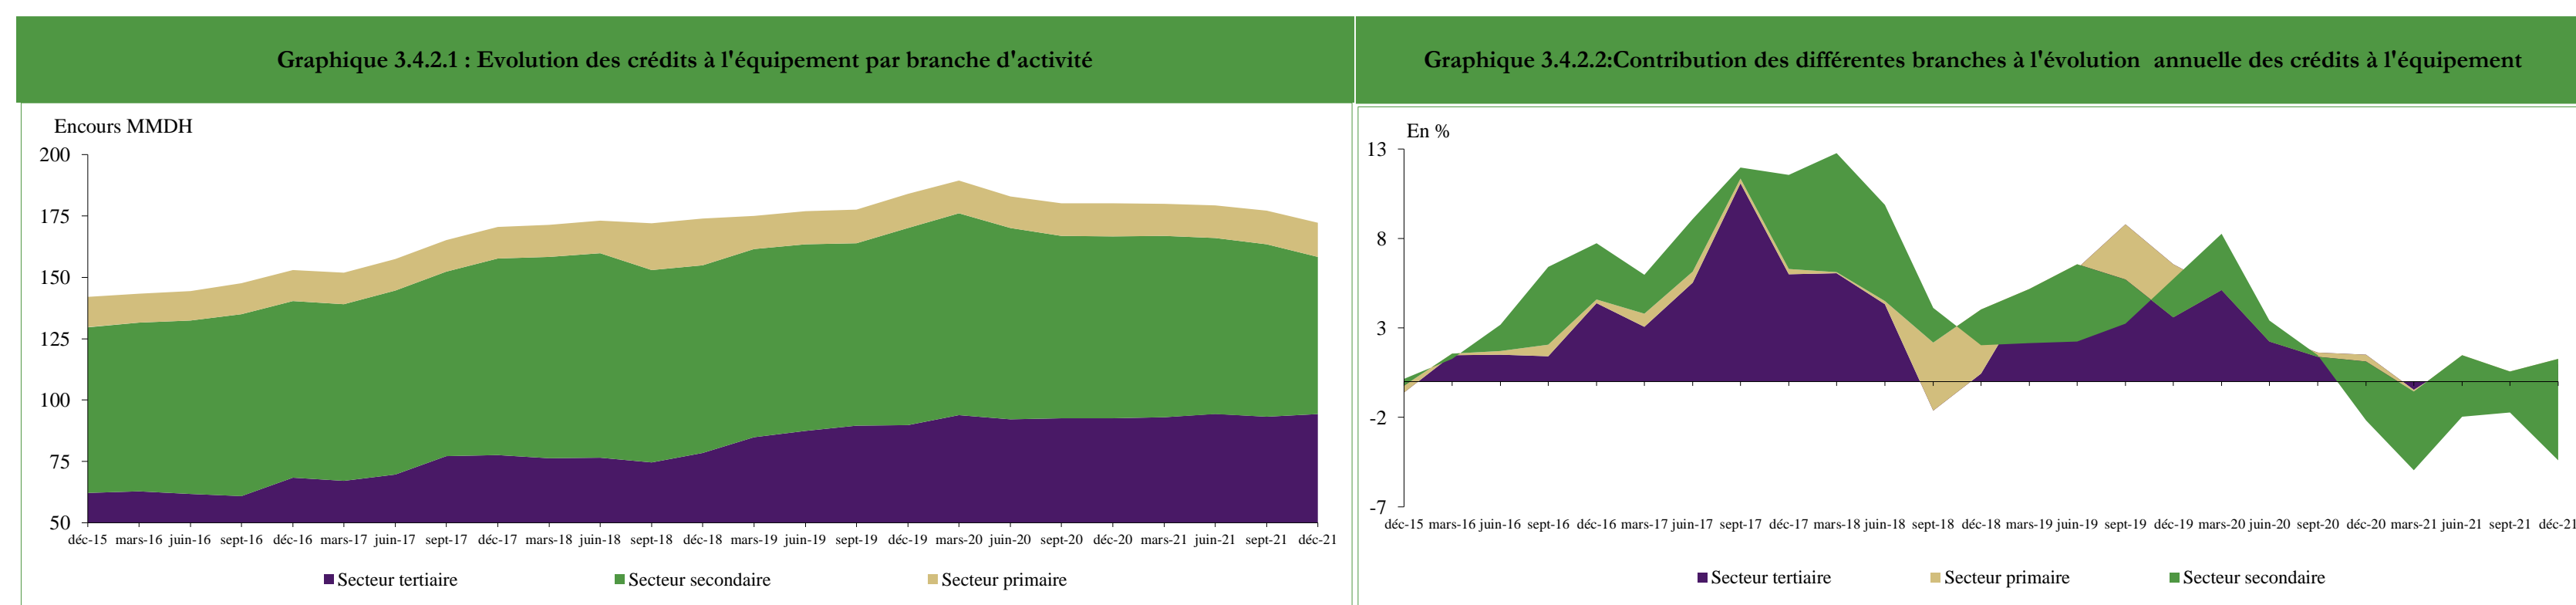 Graphique 3.4.2.1 : Evolution des crédits à l'équipement par branche d'activité
Encours MMDH
200
175
150
125
100
75
50
déc-15 mars-16 juin-16 sept-16 déc-16 mars-17 juin-17 sept-17 déc-17 mars-18 juin-18 sept-18 déc-18 mars-19 juin-19 sept-19 déc-19 mars-20 juin-20 sept-20 déc-20 mars-21 juin-21 sept-21 déc-21
Secteur tertiaire Secteur secondaire Secteur primaire
Graphique 3.4.2.2:Contribution des différentes branches à l'évolution annuelle des crédits à l'équipement
En %
13
8
3
-2
-7
déc-15 mars-16 juin-16 sept-16 déc-16 mars-17 juin-17 sept-17 déc-17 mars-18 juin-18 sept-18 déc-18 mars-19 juin-19 sept-19 déc-19 mars-20 juin-20 sept-20 déc-20 mars-21 juin-21 sept-21 déc-21
Secteur tertiaire Secteur primaire Secteur secondaire